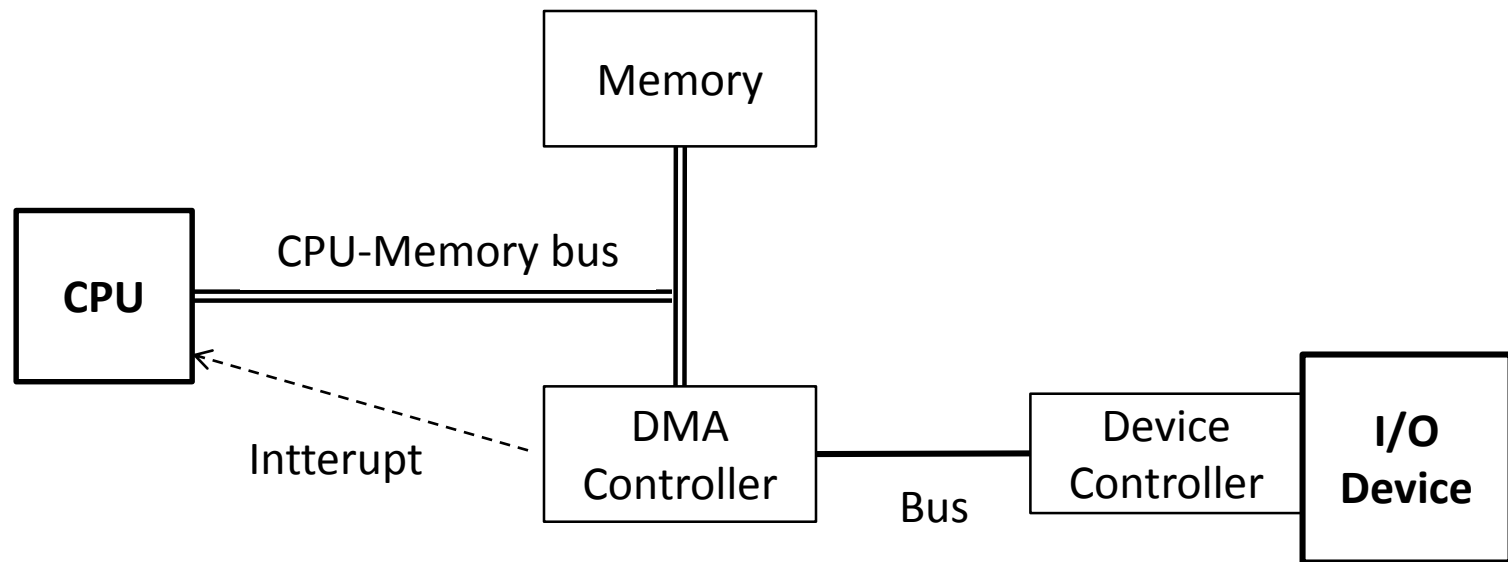 Memory
CPU-Memory bus
CPU
Intterupt
DMA
Controller
Bus
Device
Controller
I/O
Device